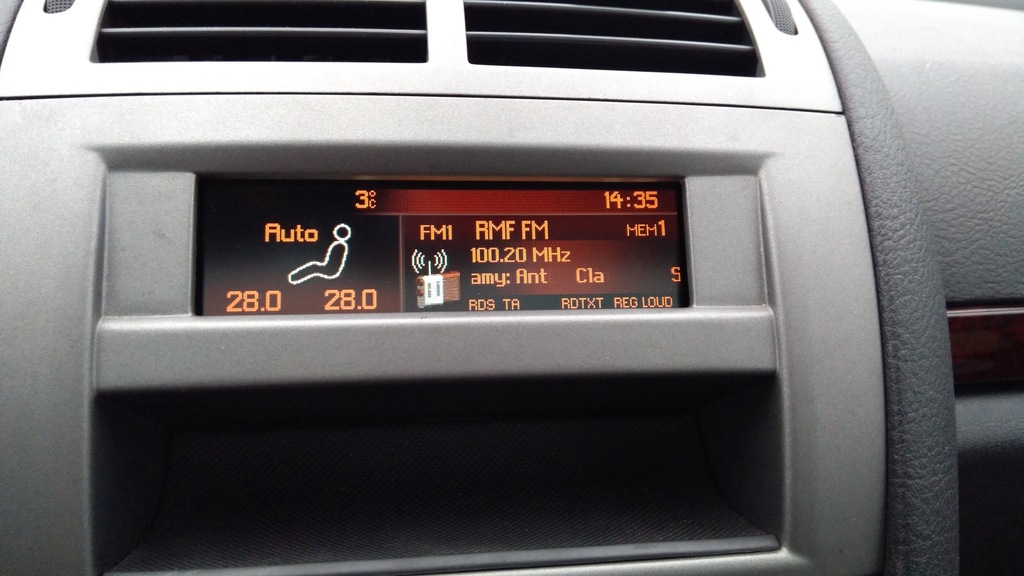 3°C 14:35
Auto
28.0 28.0
FM1 RMF FM MEM1
100.20 MHz
amy: Ant Cla S
RDS TA RDTXT REG LOUD